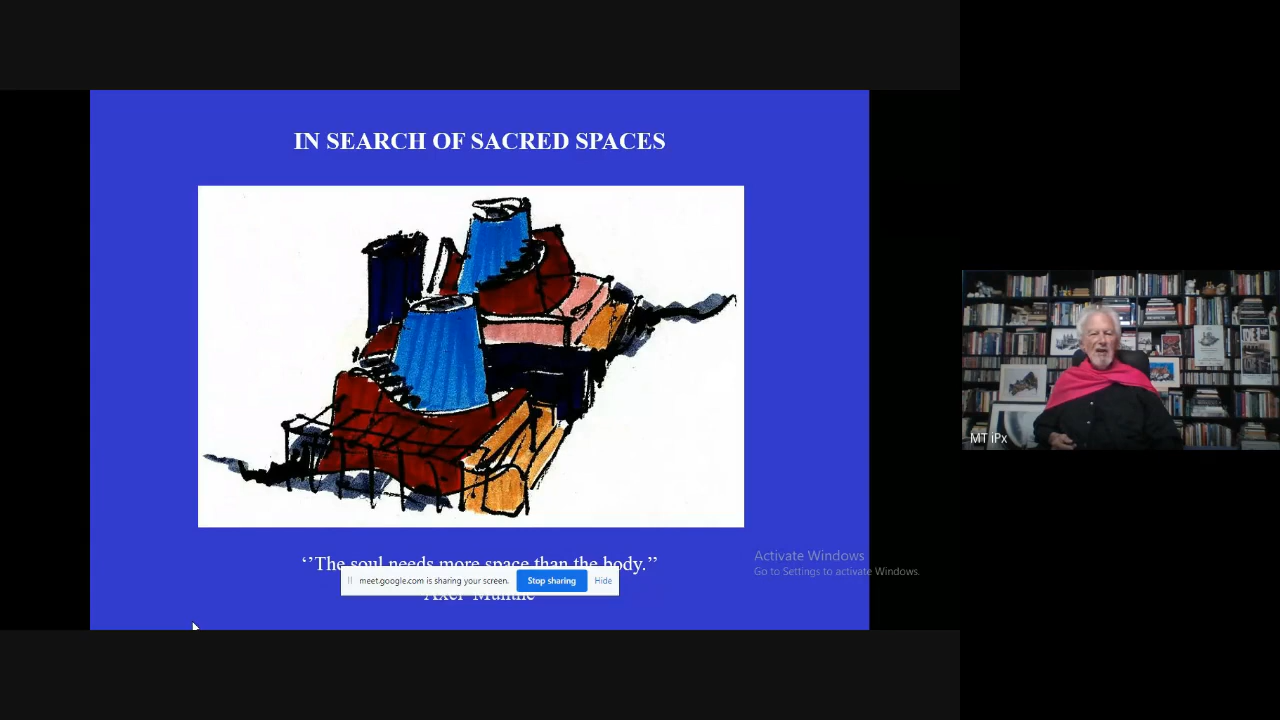 IN SEARCH OF SACRED SPACES
‘’The soul needs more space than the body.’’
meet.google.com is sharing your screen.
Stop sharing
Hide
Axel Munthe
Activate Windows
Go to Settings to activate Windows.
MT iPx